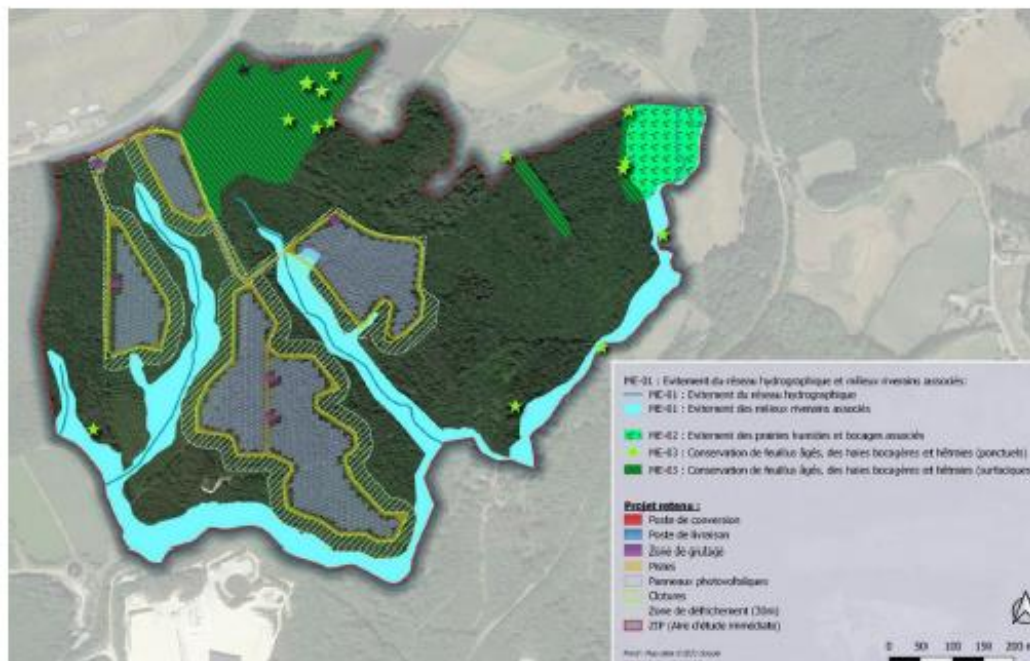 ME-01 : Evitement du réseau hydrographique et milieux riverains associés:
ME-01 : Evitement du réseau hydrographique
ME-01 : Evitement des milieux riverains associés
ME-02 : Evitement des prairies humides et bocages associés
ME-03 : Conservation de feuillus âgés, des haies bocagères et hêtraies (ponctuels)
ME-03 : Conservation de feuillus âgés, des haies bocagères et hêtraies (surfaciques
Projet retenu :
Poste de conversion
Poste de livraison
Zone de grutage
Pistes
Panneaux photovoltaïques
Clotures
Zone de défrichement (30m)
ZIP (Aire d'étude immédiate)
0 50 100 150 200 m